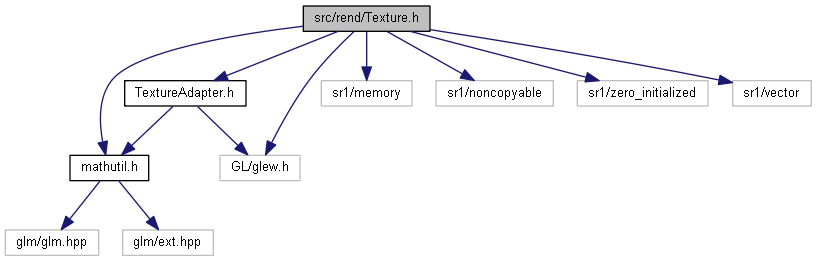 src/rend/Texture.h
TextureAdapter.h
sr1/memory
sr1/noncopyable
sr1/zero_initialized
sr1/vector
mathutil.h
GL/glew.h
glm/glm.hpp
glm/ext.hpp